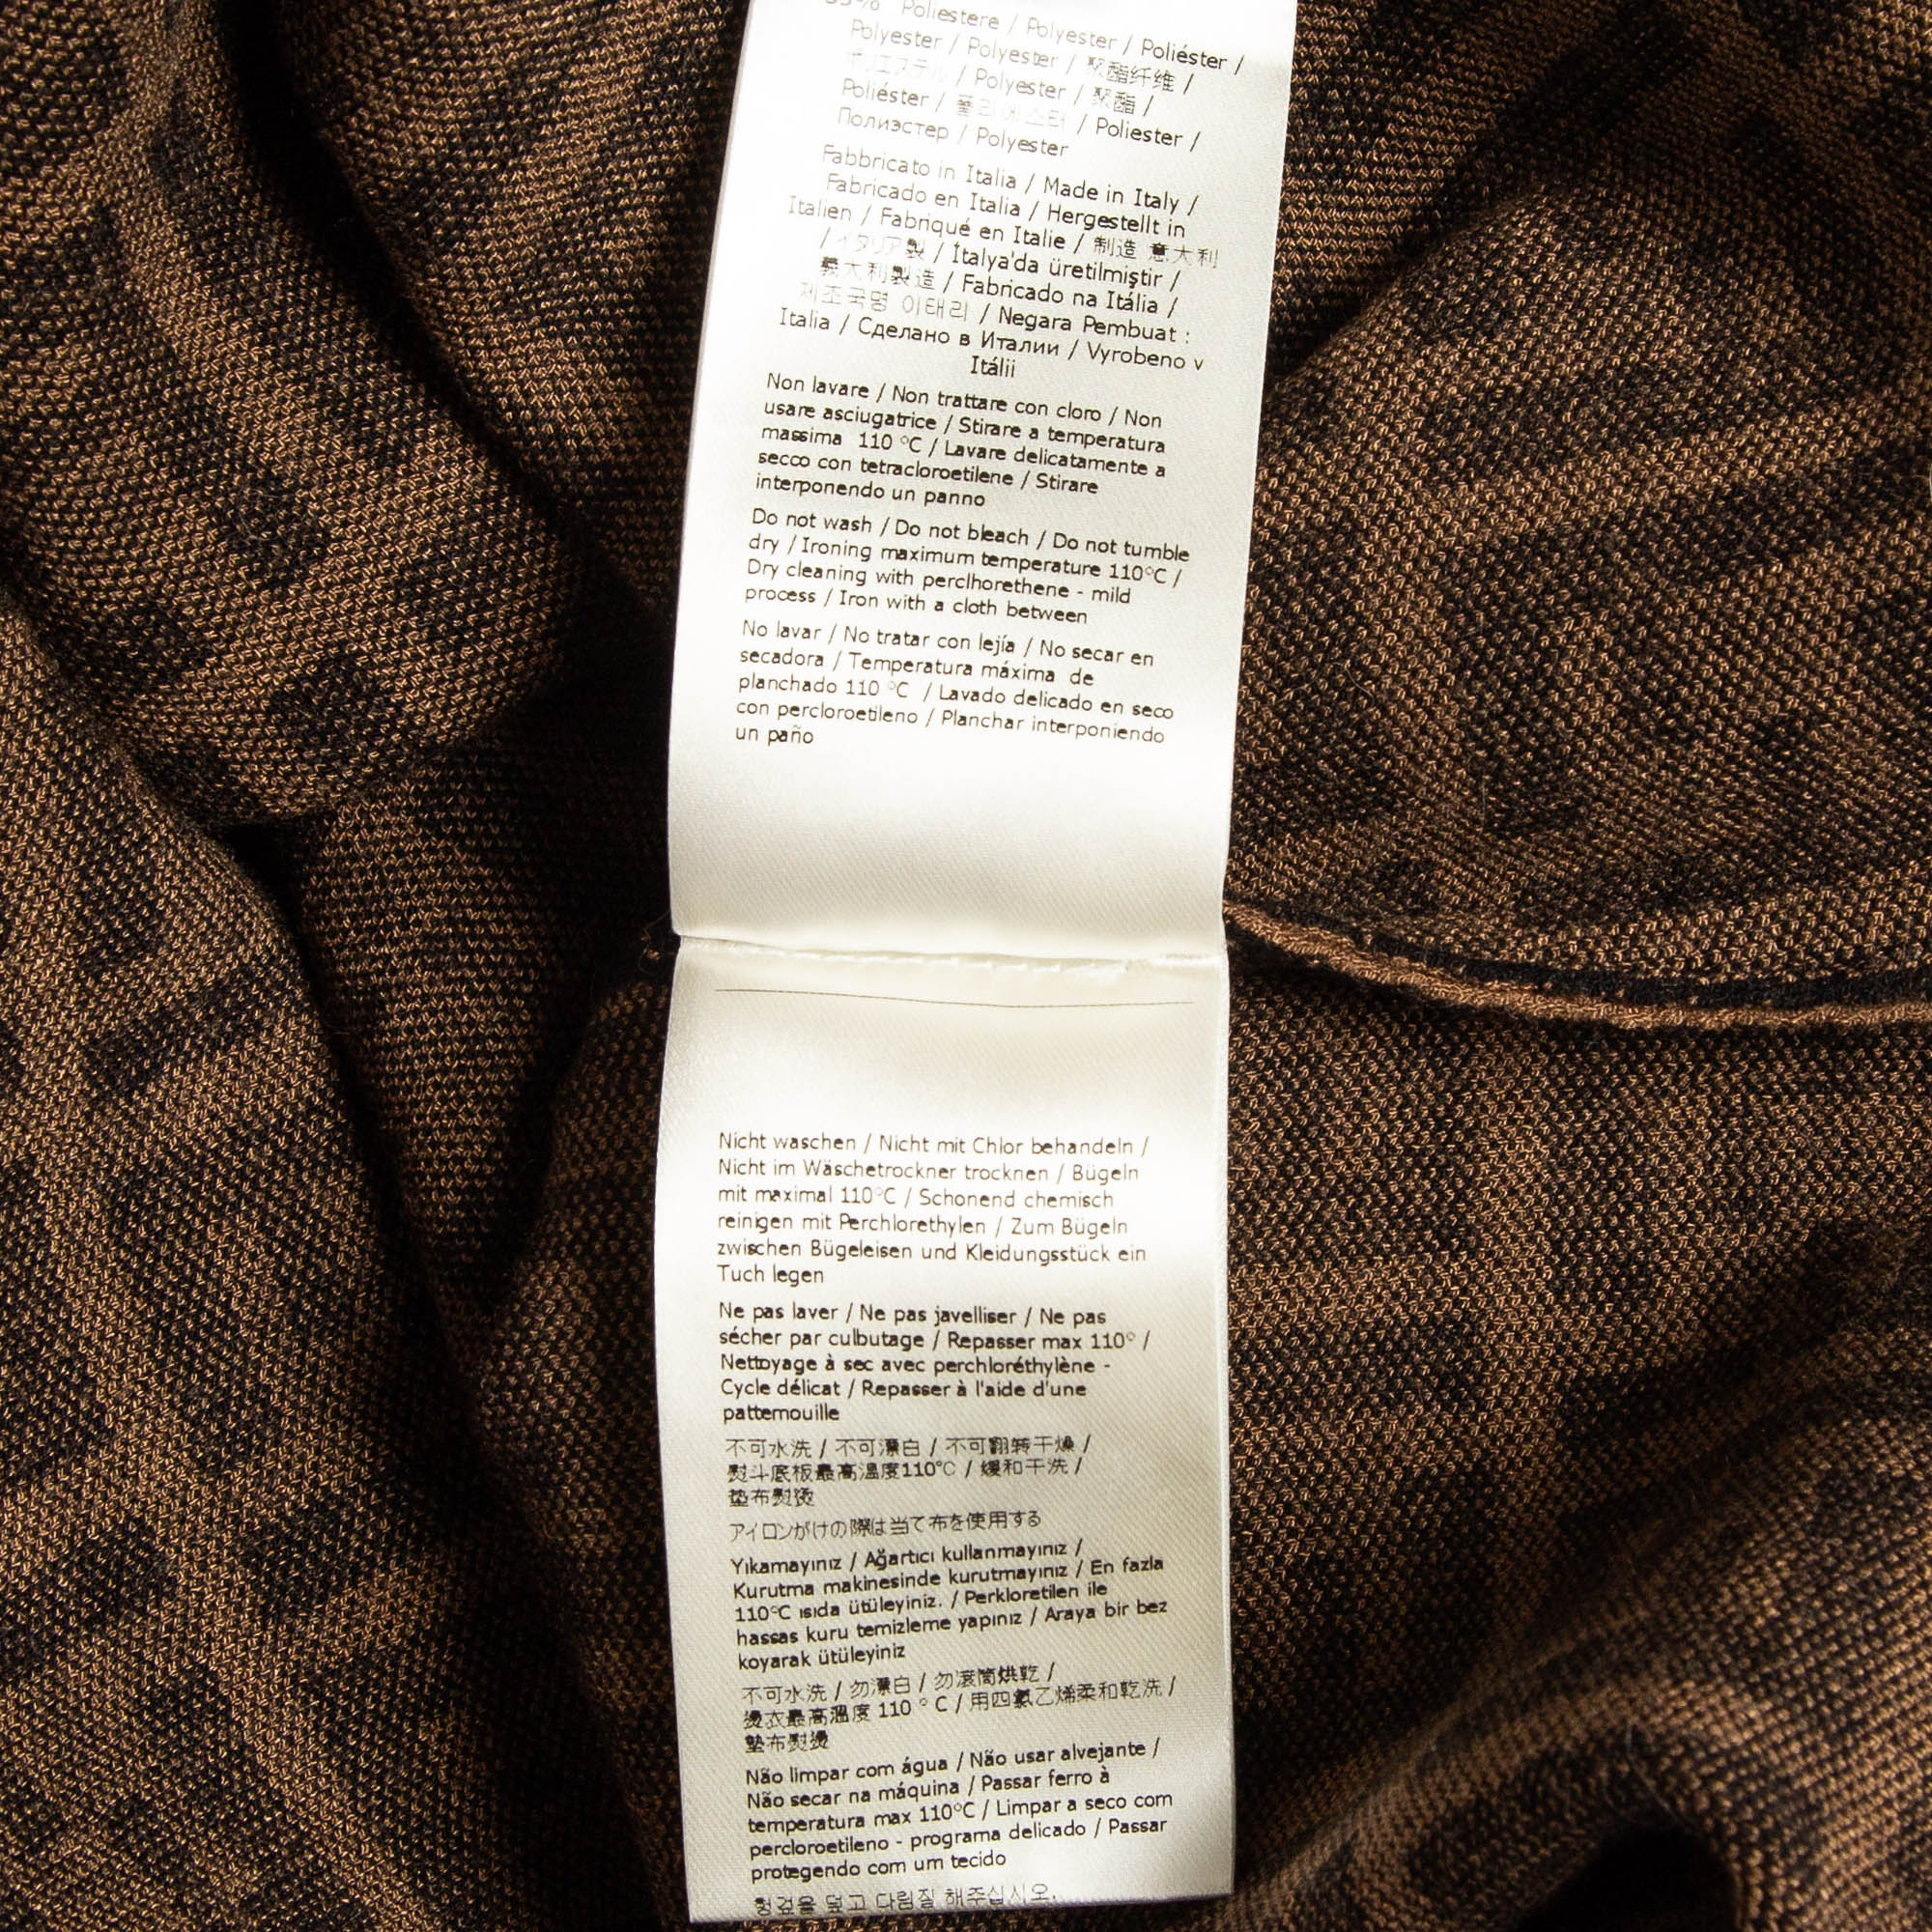 Poliestere / Polyester / Poliéster /
Polyester / Polyester / 聚酯纤维 /
ポリエステル / Polyester / 聚酯 /
Poliéster / 폴리에스터 / Poliester /
Полиэстер / Polyester
Fabbricato in Italia / Made in Italy /
Fabricado en Italia / Hergestellt in
Italien / Fabriqué en Italie / 制造 意大利
/ イタリア製 / İtalya'da üretilmiştir /
義大利製造 / Fabricado na Itália /
제조국명 이태리 / Negara Pembuat :
Italia / Сделано в Италии / Vyrobeno v
Itálii
Non lavare / Non trattare con cloro / Non
usare asciugatrice / Stirare a temperatura
massima 110 °C / Lavare delicatamente a
secco con tetracloroetilene / Stirare
interponendo un panno
Do not wash / Do not bleach / Do not tumble
dry / Ironing maximum temperature 110°C /
Dry cleaning with perclhorethene - mild
process / Iron with a cloth between
No lavar / No tratar con lejía / No secar en
secadora / Temperatura máxima de
planchado 110 °C / Lavado delicado en seco
con percloroetileno / Planchar interponiendo
un paño
Nicht waschen / Nicht mit Chlor behandeln /
Nicht im Wäschetrockner trocknen / Bügeln
mit maximal 110°C / Schonend chemisch
reinigen mit Perchlorethylen / Zum Bügeln
zwischen Bügeleisen und Kleidungsstück ein
Tuch legen
Ne pas laver / Ne pas javelliser / Ne pas
sécher par culbutage / Repasser max 110° /
Nettoyage à sec avec perchloréthylène -
Cycle délicat / Repasser à l'aide d'une
pattemouille
不可水洗 / 不可漂白 / 不可翻转干燥 /
熨斗底板最高温度110°C / 缓和干洗 /
垫布熨烫
アイロンがけの際は当て布を使用する
Yıkamayınız / Ağartıcı kullanmayınız /
Kurutma makinesinde kurutmayınız / En fazla
110°C ısıda ütüleyiniz. / Perkloretilen ile
hassas kuru temizleme yapınız / Araya bir bez
koyarak ütüleyiniz
不可水洗 / 勿漂白 / 勿滾筒烘乾 /
燙衣最高溫度 110 ° C / 用四氯乙烯柔和乾洗 /
墊布熨燙
Não limpar com água / Não usar alvejante /
Não secar na máquina / Passar ferro à
temperatura max 110°C / Limpar a seco com
percloroetileno - programa delicado / Passar
protegendo com um tecido
헝겊을 덮고 다림질 해주십시오.